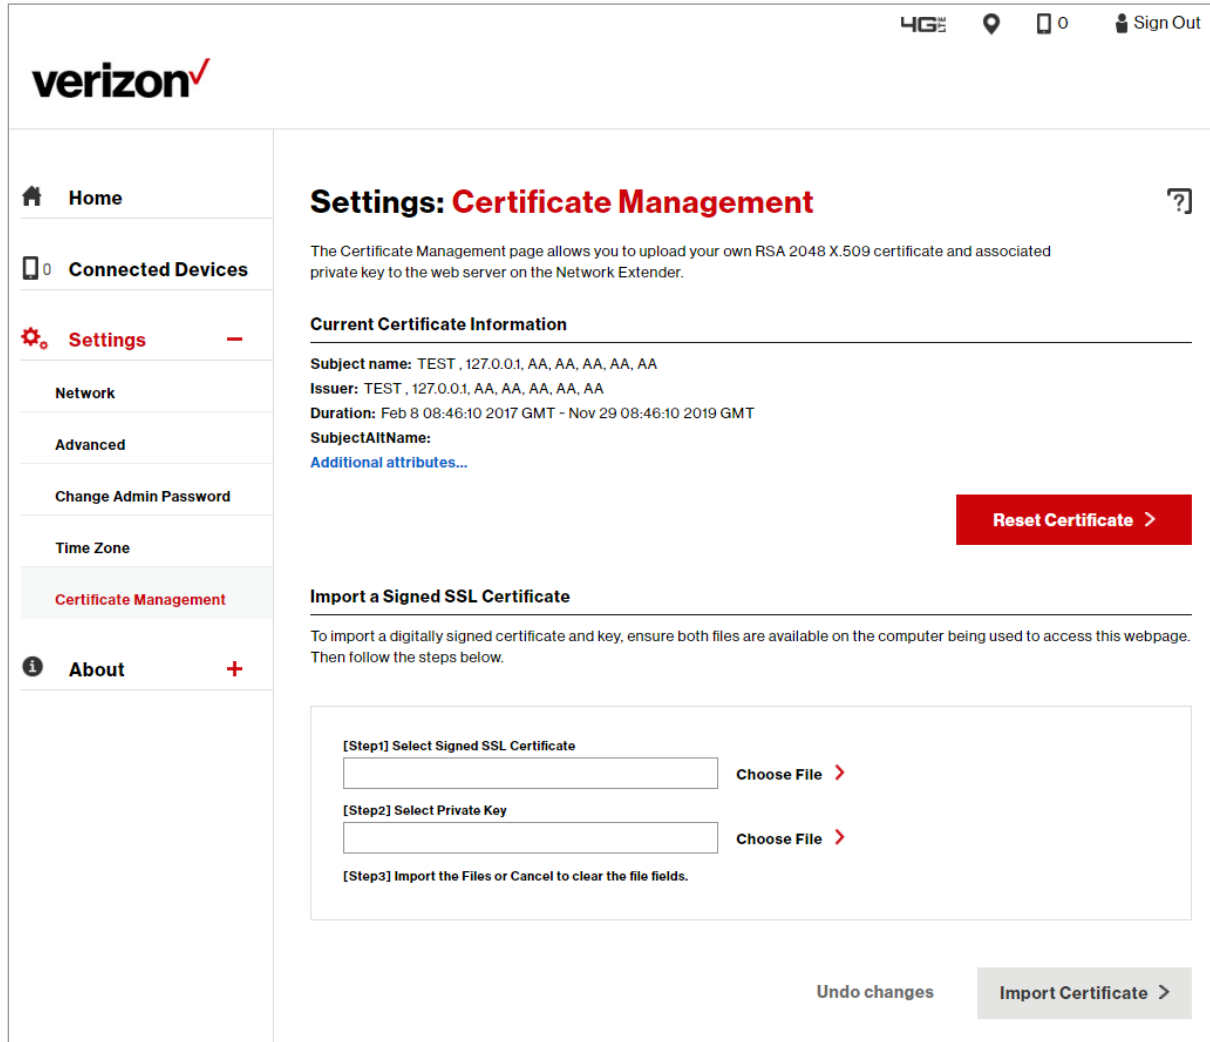 4G LTE
0
Sign Out
verizon
Home
0 Connected Devices
Settings
Network
Advanced
Change Admin Password
Time Zone
Certificate Management
About
Settings: Certificate Management
The Certificate Management page allows you to upload your own RSA 2048 X.509 certificate and associated
private key to the web server on the Network Extender.
Current Certificate Information
Subject name: TEST , 127.0.0.1, AA, AA, AA, AA, AA
Issuer: TEST , 127.0.0.1, AA, AA, AA, AA, AA
Duration: Feb 8 08:46:10 2017 GMT - Nov 29 08:46:10 2019 GMT
SubjectAltName:
Additional attributes...
Reset Certificate
Import a Signed SSL Certificate
To import a digitally signed certificate and key, ensure both files are available on the computer being used to access this webpage.
Then follow the steps below.
[Step1] Select Signed SSL Certificate
Choose File
[Step2] Select Private Key
Choose File
[Step3] Import the Files or Cancel to clear the file fields.
Undo changes
Import Certificate